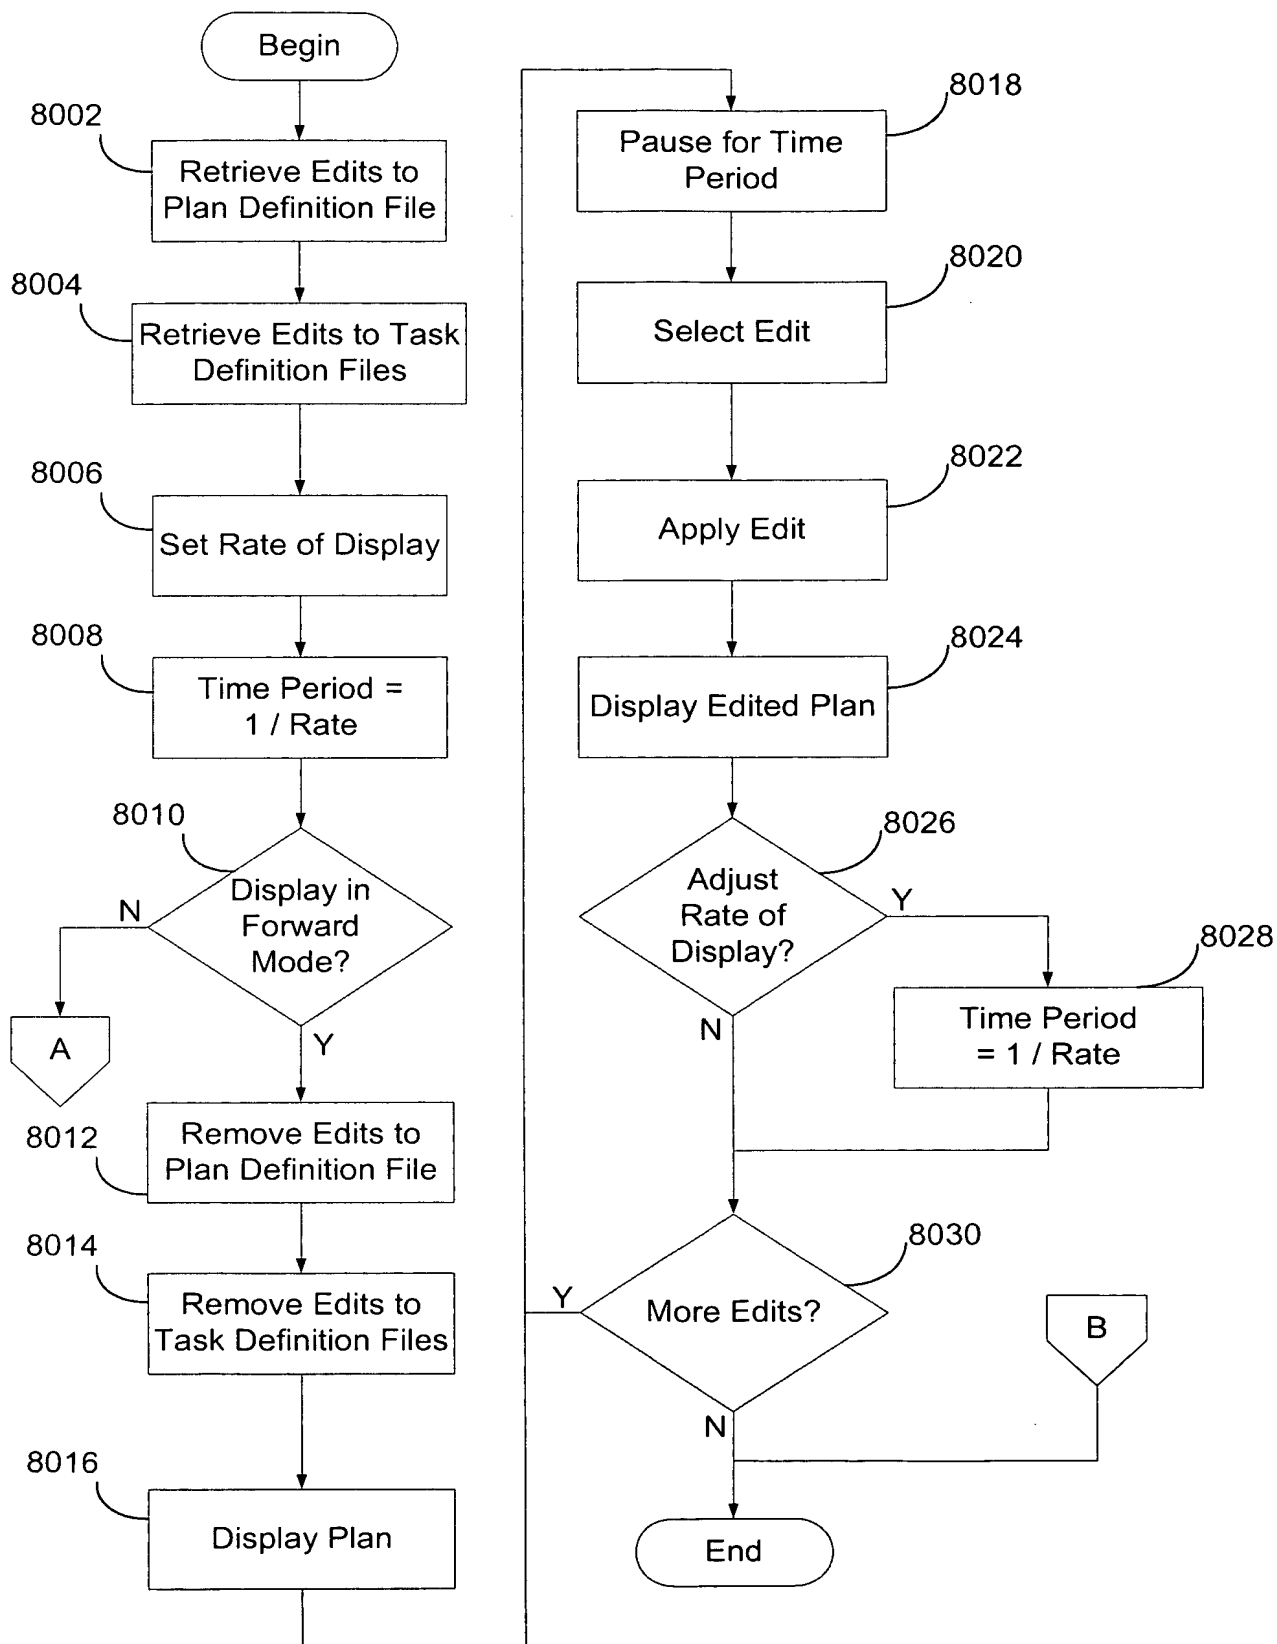 Begin
8002
Retrieve Edits to
Plan Definition File
8004
Retrieve Edits to Task
Definition Files
8006
Set Rate of Display
8008
Time Period =
1 / Rate
8010
Display in
Forward
Mode?
N
A
Y
8012
Remove Edits to
Plan Definition File
8014
Remove Edits to
Task Definition Files
8016
Display Plan
8018
Pause for Time
Period
8020
Select Edit
8022
Apply Edit
8024
Display Edited Plan
8026
Adjust
Rate of
Display?
Y
8028
Time Period
= 1 / Rate
N
8030
More Edits?
Y
B
N
End